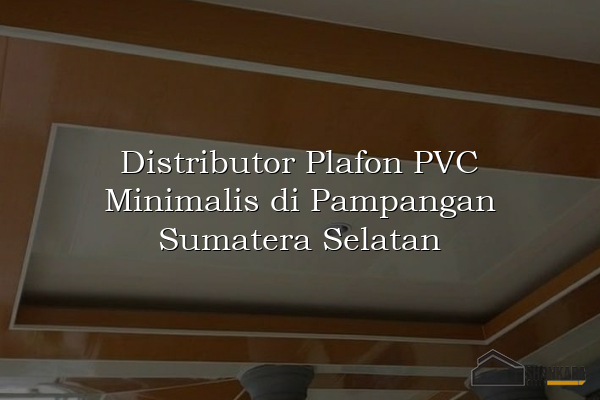 Distributor Plafon PVC
Minimalis di Pampangan
Sumatera Selatan